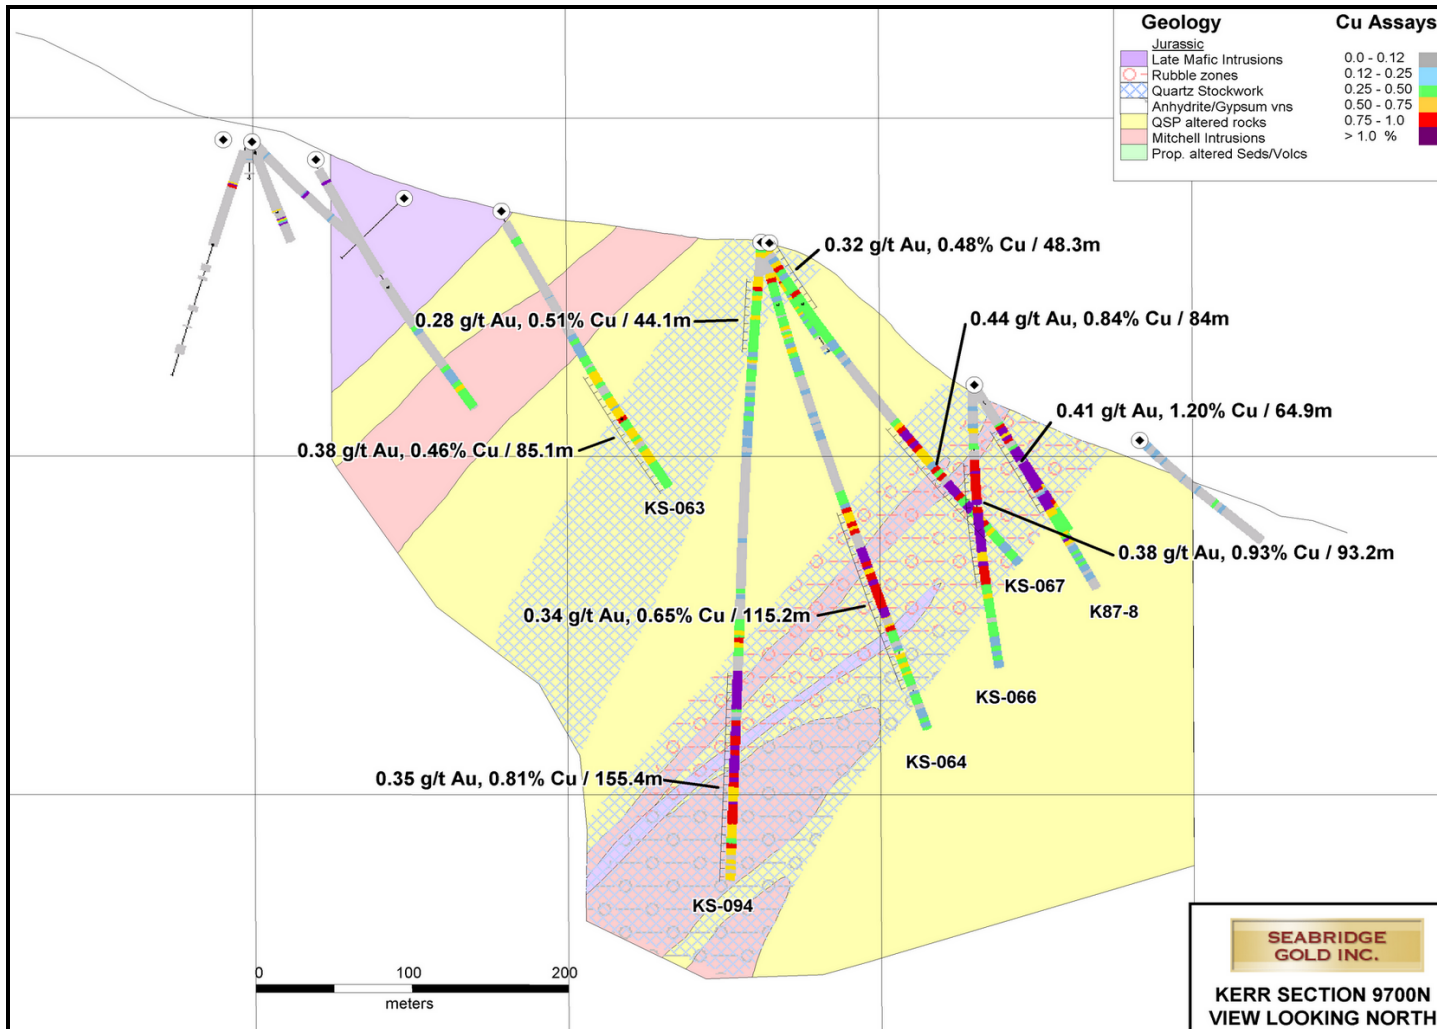 Geology
Cu Assays
Jurassic
Late Mafic Intrusions
Rubble zones
Quartz Stockwork
Anhydrite/Gypsum vns
QSP altered rocks
Mitchell Intrusions
Prop. altered Seds/Volcs
0.0 - 0.12
0.12 - 0.25
0.25 - 0.50
0.50 - 0.75
0.75 - 1.0
> 1.0 %
0.32 g/t Au, 0.48% Cu / 48.3m
0.28 g/t Au, 0.51% Cu / 44.1m
0.44 g/t Au, 0.84% Cu / 84m
0.41 g/t Au, 1.20% Cu / 64.9m
0.38 g/t Au, 0.46% Cu / 85.1m
KS-063
0.38 g/t Au, 0.93% Cu / 93.2m
KS-067
K87-8
0.34 g/t Au, 0.65% Cu / 115.2m
KS-066
KS-064
0.35 g/t Au, 0.81% Cu / 155.4m
KS-094
0 100 200
meters
SEABRIDGE
GOLD INC.
KERR SECTION 9700N
VIEW LOOKING NORTH